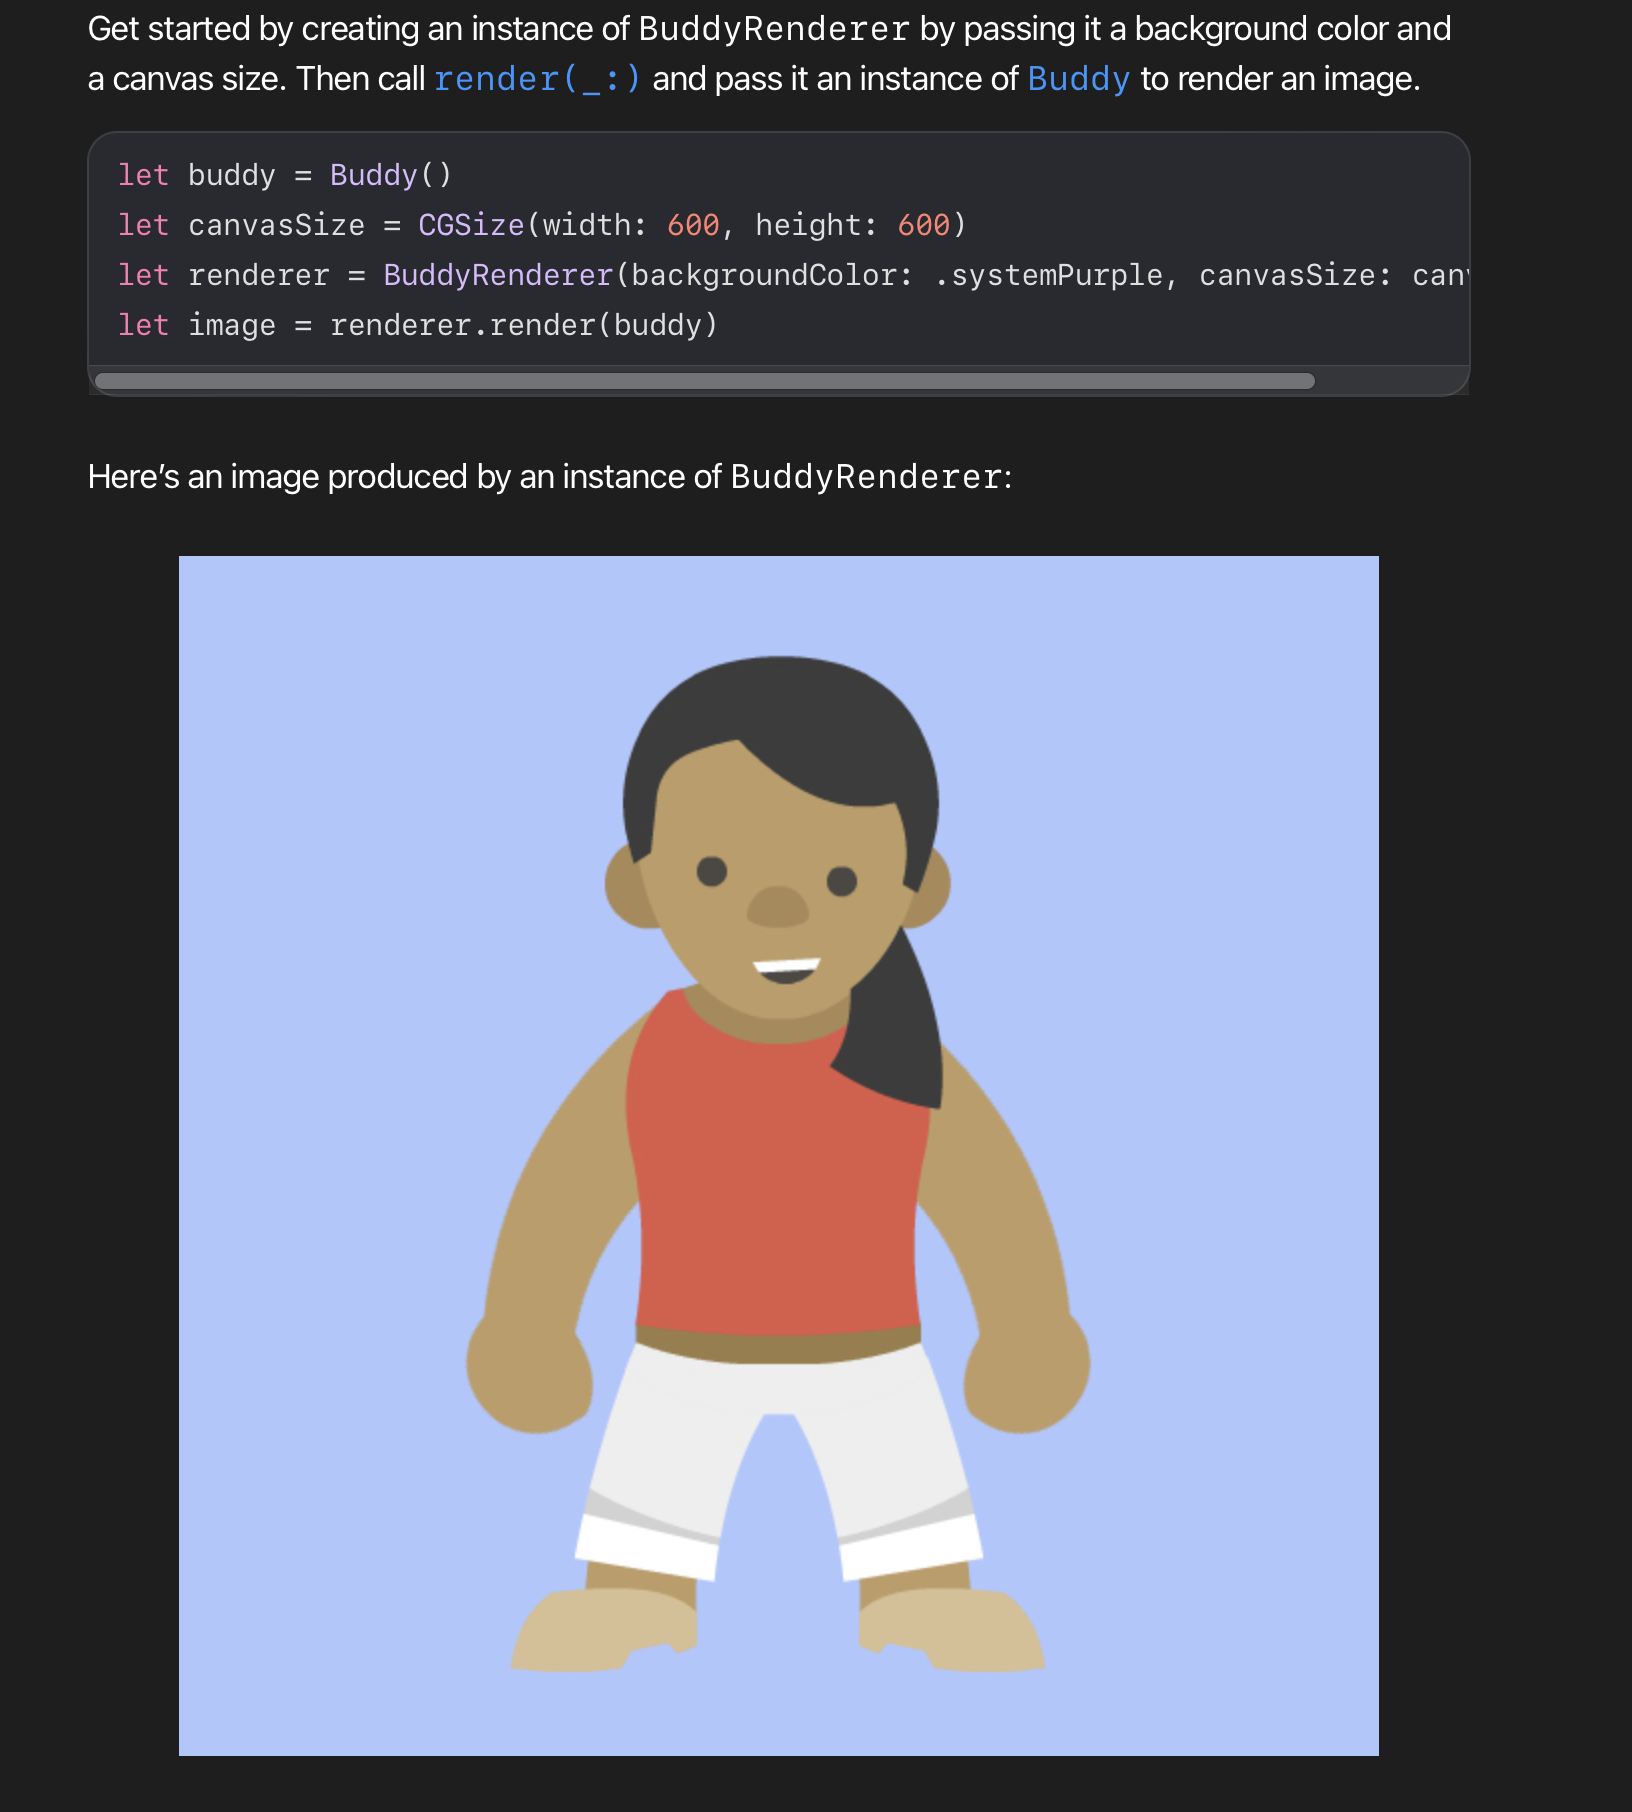 Get started by creating an instance of BuddyRenderer by passing it a background color and
a canvas size. Then call render(_:) and pass it an instance of Buddy to render an image.
let buddy = Buddy()
let canvasSize = CGSize(width: 600, height: 600)
let renderer = BuddyRenderer(backgroundColor: .systemPurple, canvasSize: can
let image = renderer.render(buddy)
Here’s an image produced by an instance of BuddyRenderer: